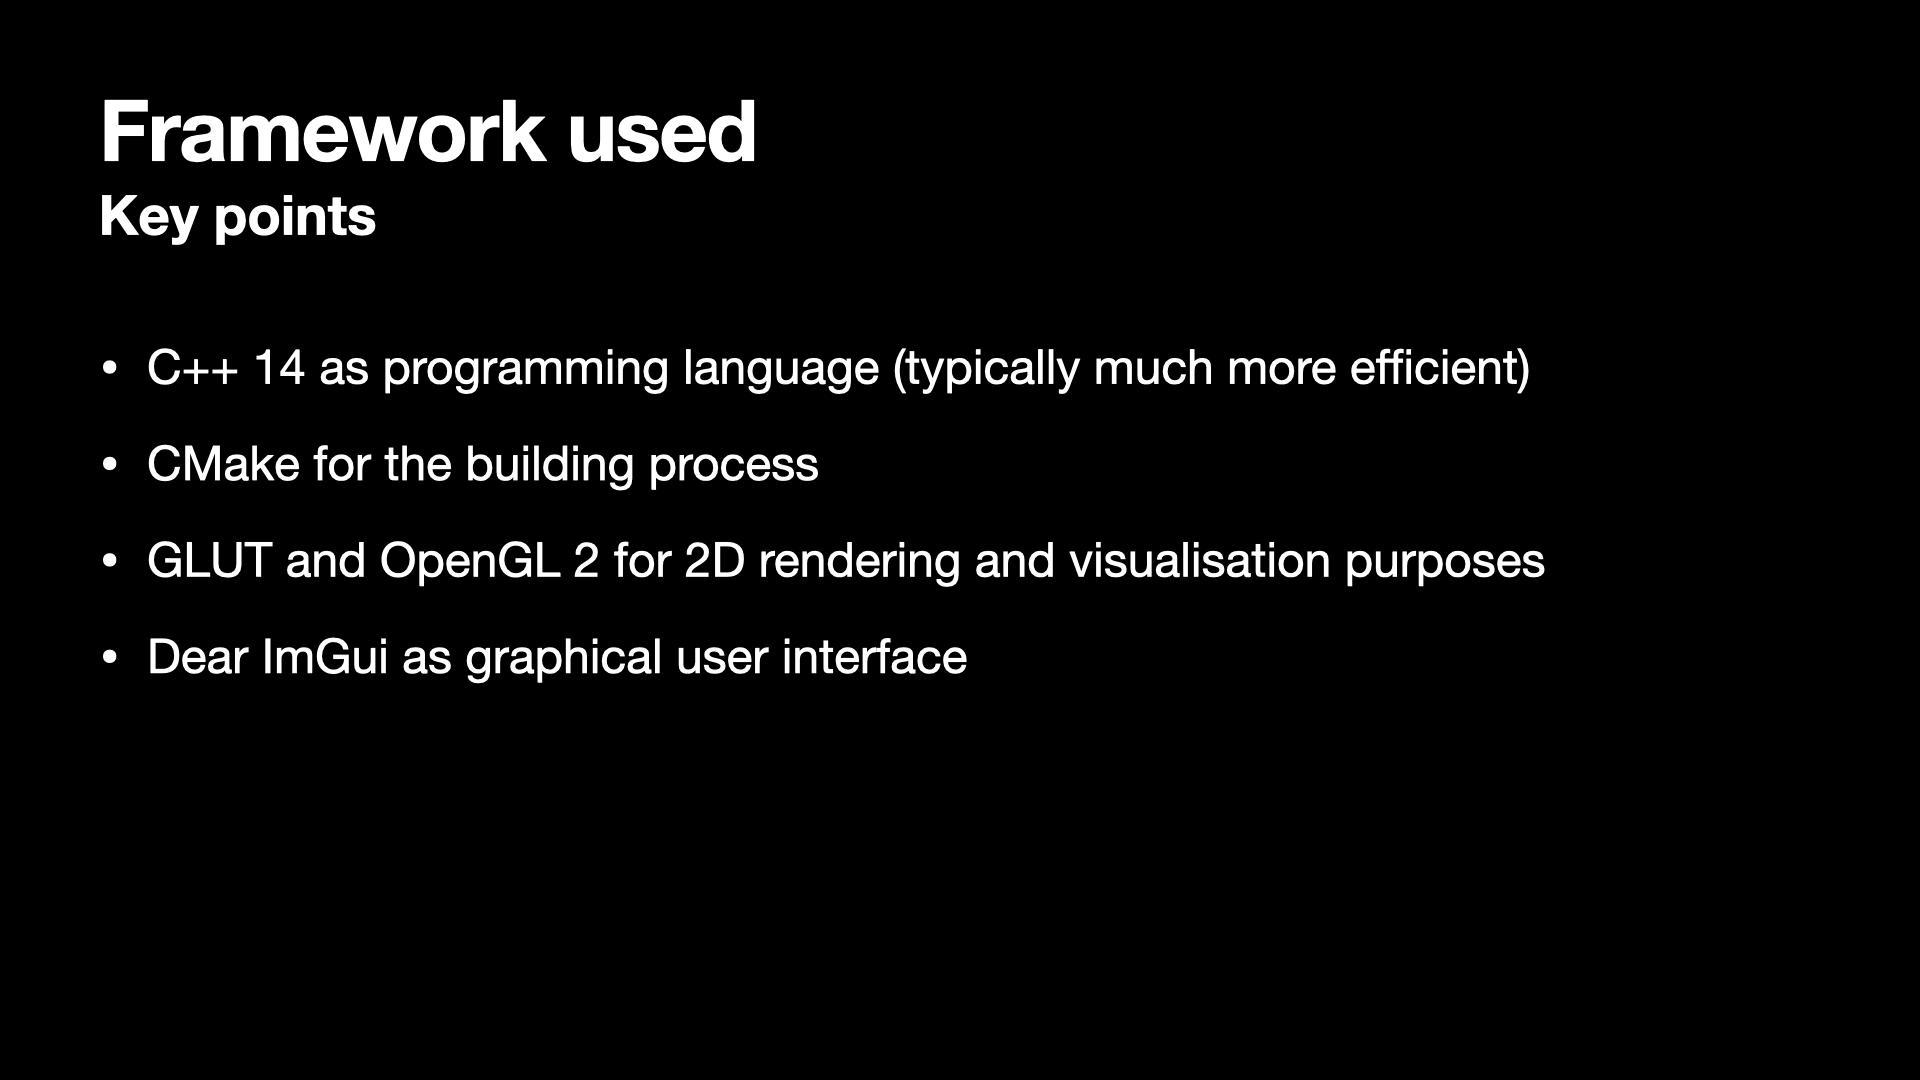 Framework used
Key points
• C++ 14 as programming language (typically much more efficient)
• CMake for the building process
• GLUT and OpenGL 2 for 2D rendering and visualisation purposes
• Dear ImGui as graphical user interface